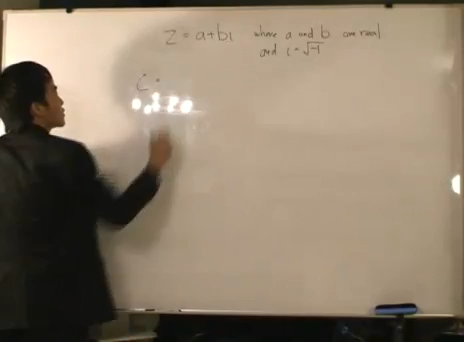 z = a+bi where a and b are real
and i = √-1
i